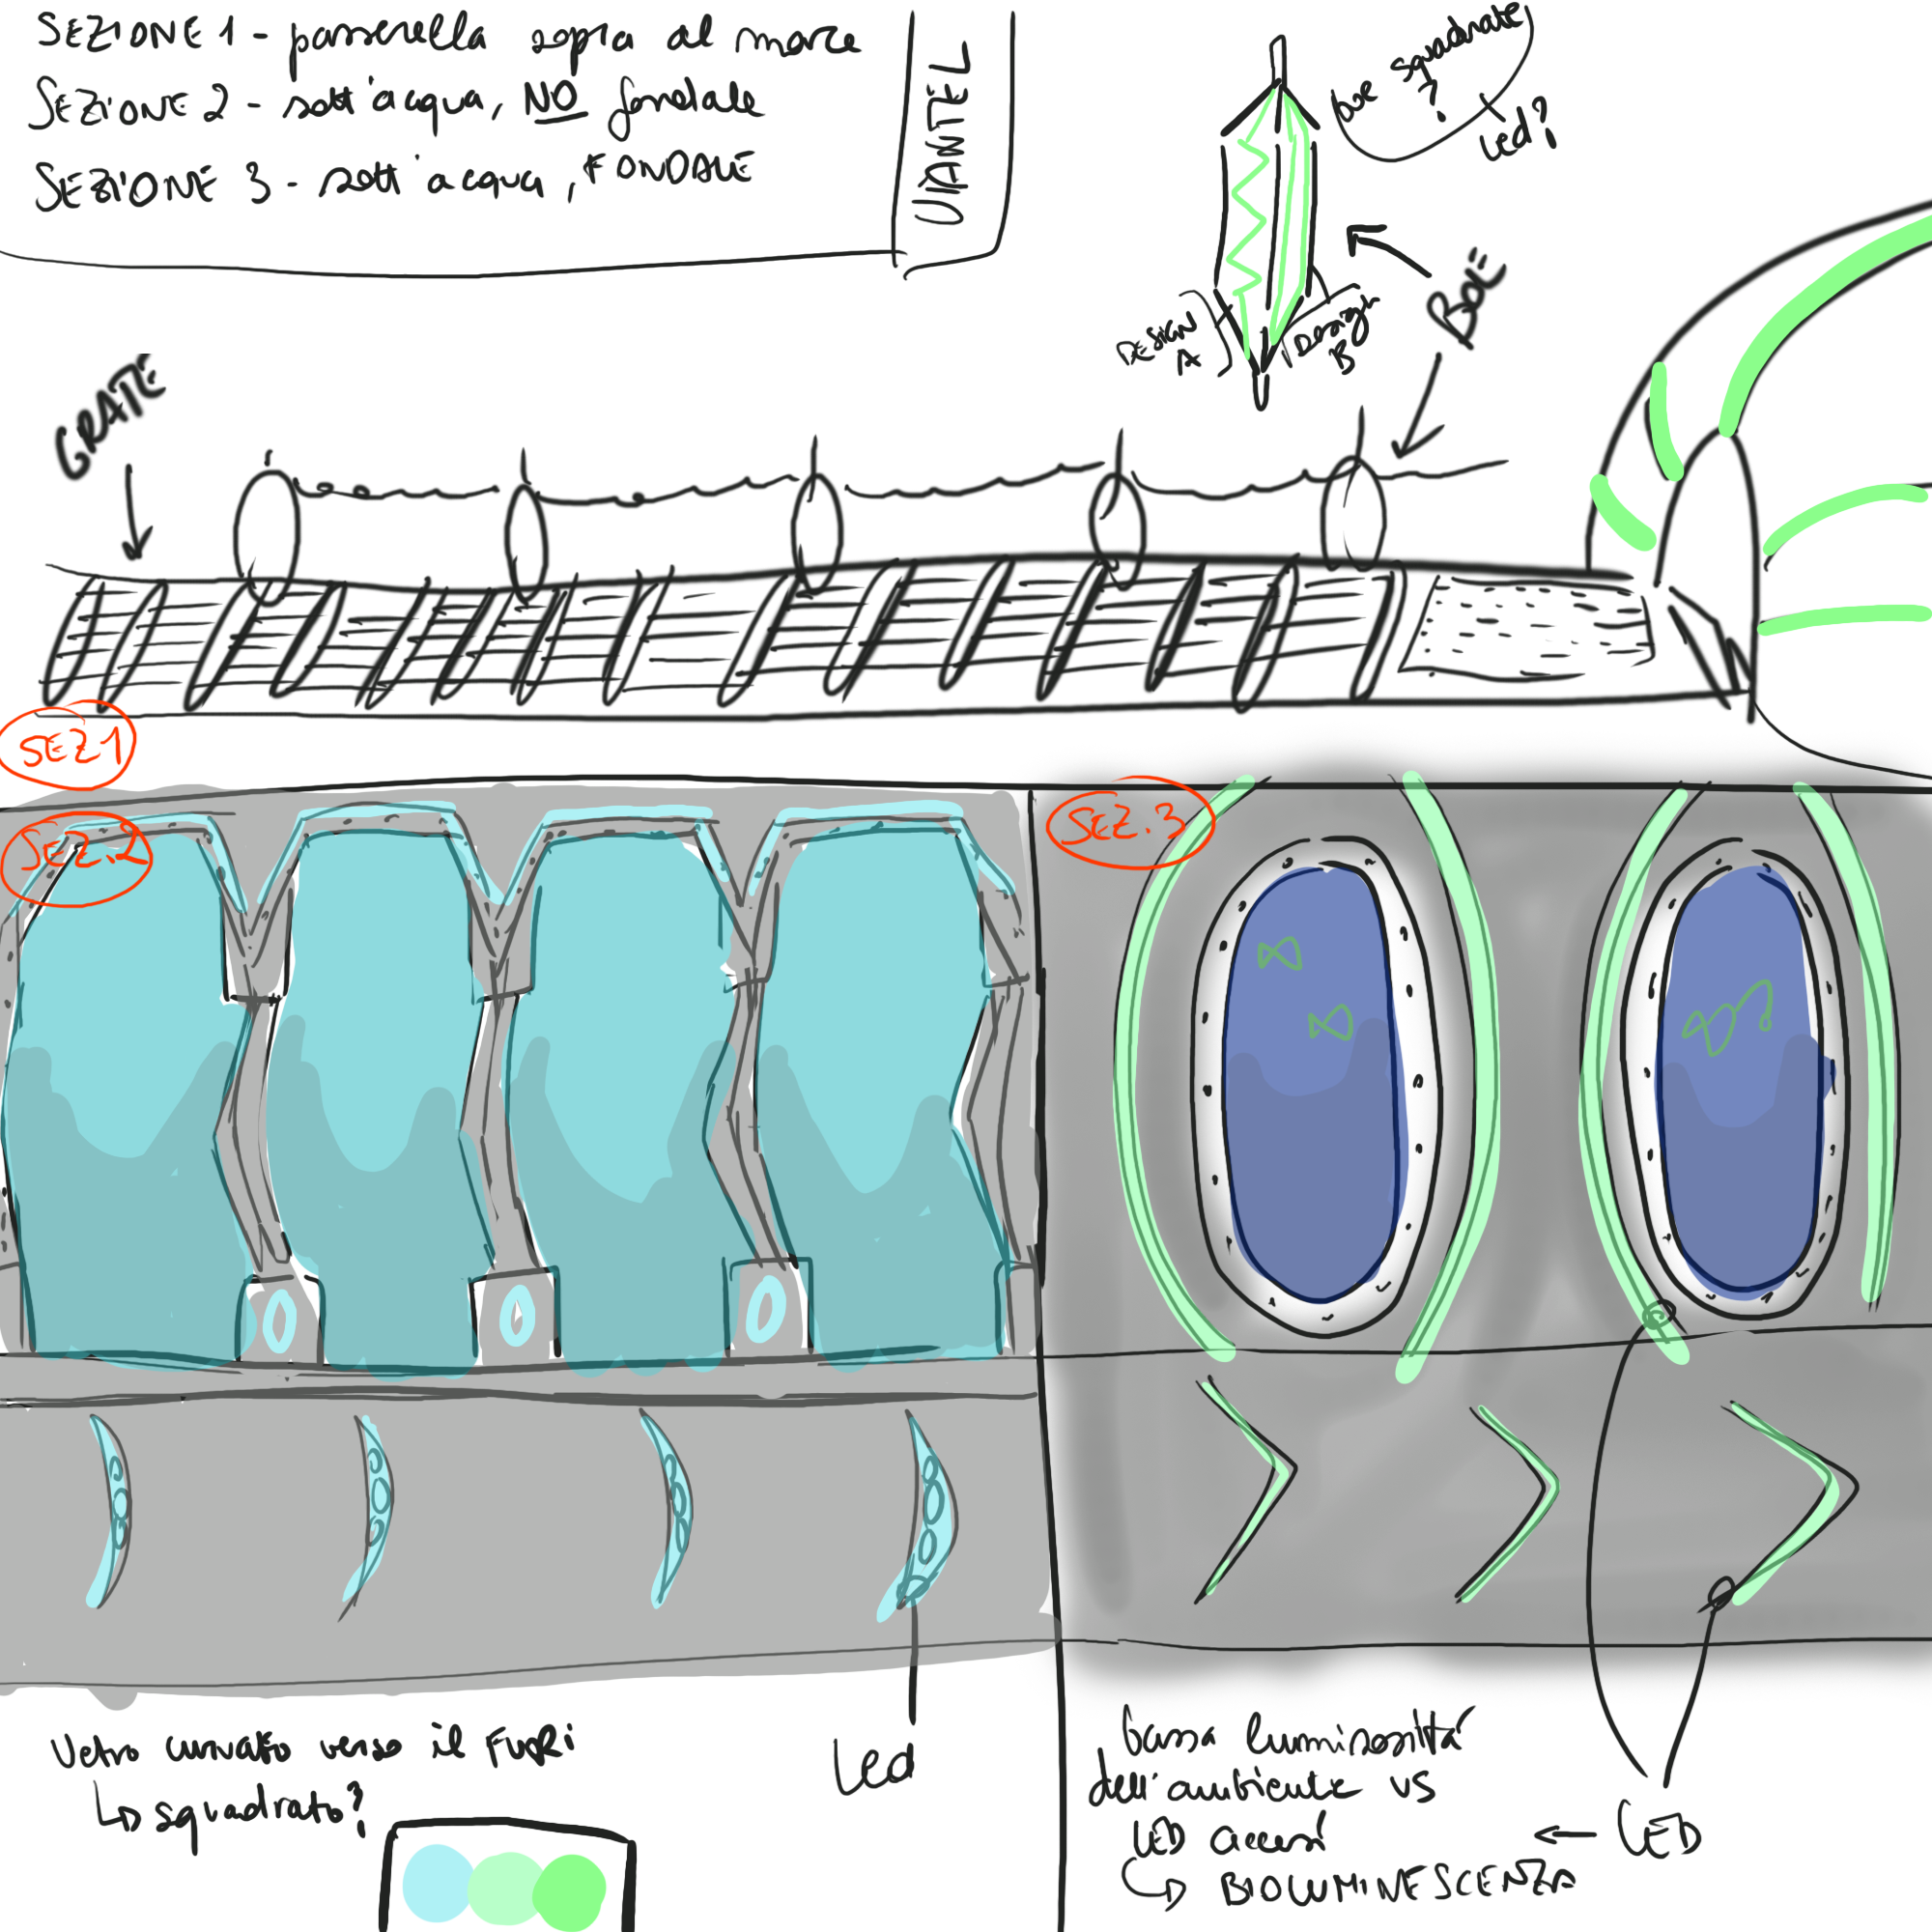 SEZIONE 1 - passerella sopra al mare
SEZIONE 2 - sott'acqua, NO fondale
SEZIONE 3 - sott'acqua, FONDALE
VIANTEL
boe squadrate
?
Led?
BOE
DESIGN
A
Design
B
GRATE
SEZ1
SEZ.2
SEZ.3
Vetro curvato verso il FUORI
squadrato?
Led
bassa luminosità
dell'ambiente vs
LED accesi
BIOLUMINESCENZA
LED